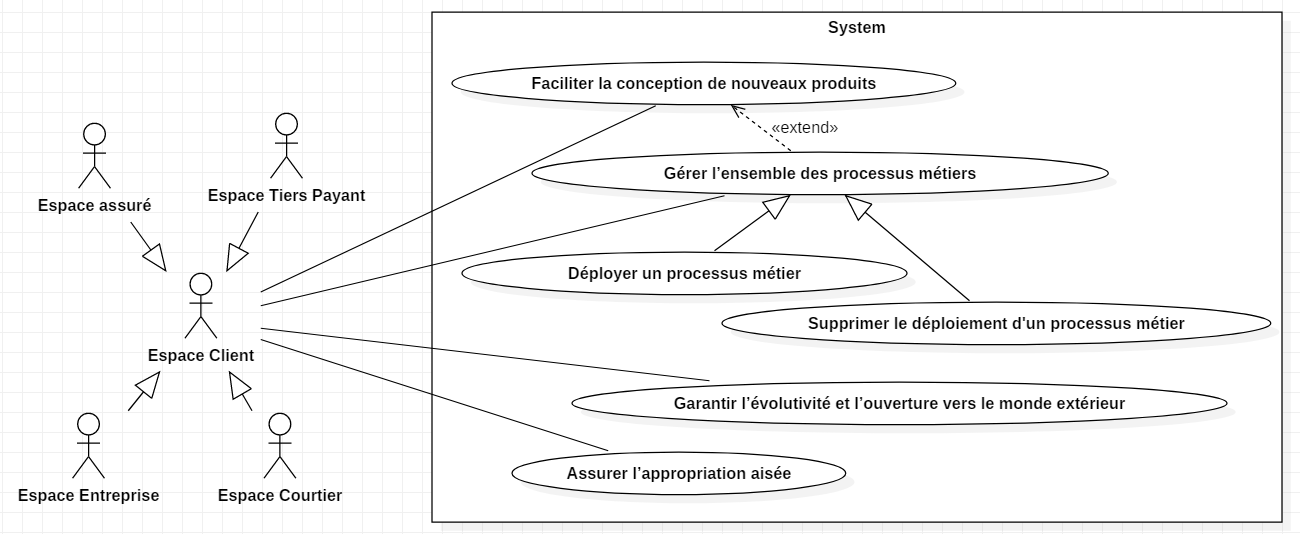 System
Faciliter la conception de nouveaux produits
«extend»
Gérer l’ensemble des processus métiers
Espace assuré
Espace Tiers Payant
Déployer un processus métier
Supprimer le déploiement d'un processus métier
Espace Client
Garantir l’évolutivité et l’ouverture vers le monde extérieur
Assurer l’appropriation aisée
Espace Entreprise
Espace Courtier